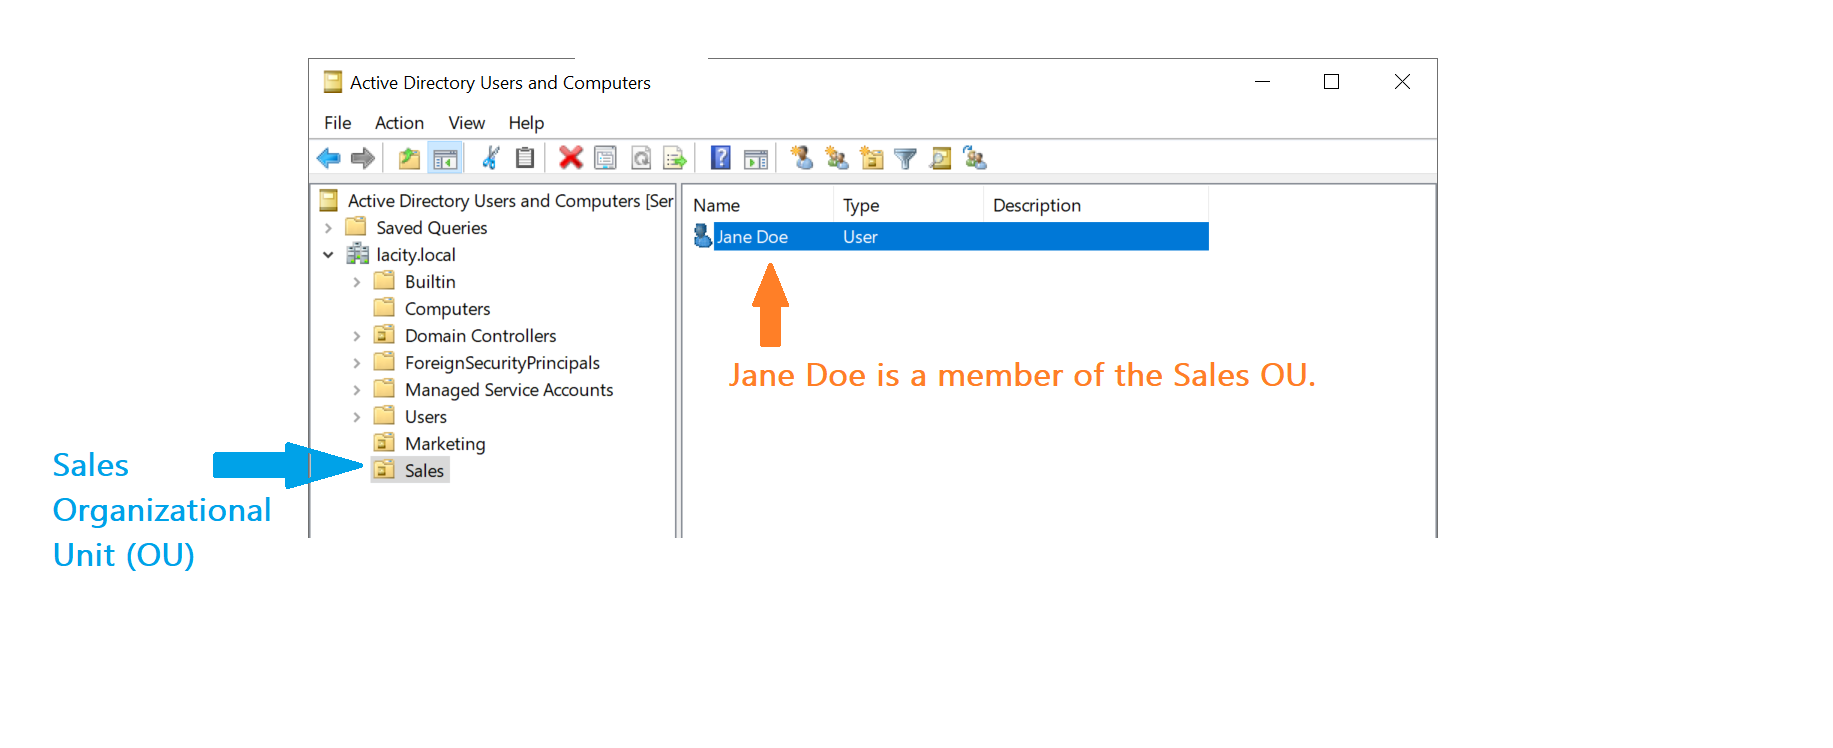 Active Directory Users and Computers
File Action View Help
Active Directory Users and Computers [Ser
Saved Queries
lacity.local
Builtin
Computers
Domain Controllers
ForeignSecurityPrincipals
Managed Service Accounts
Users
Marketing
Sales
Name Type Description
Jane Doe User
Jane Doe is a member of the Sales OU.
Sales
Organizational
Unit (OU)